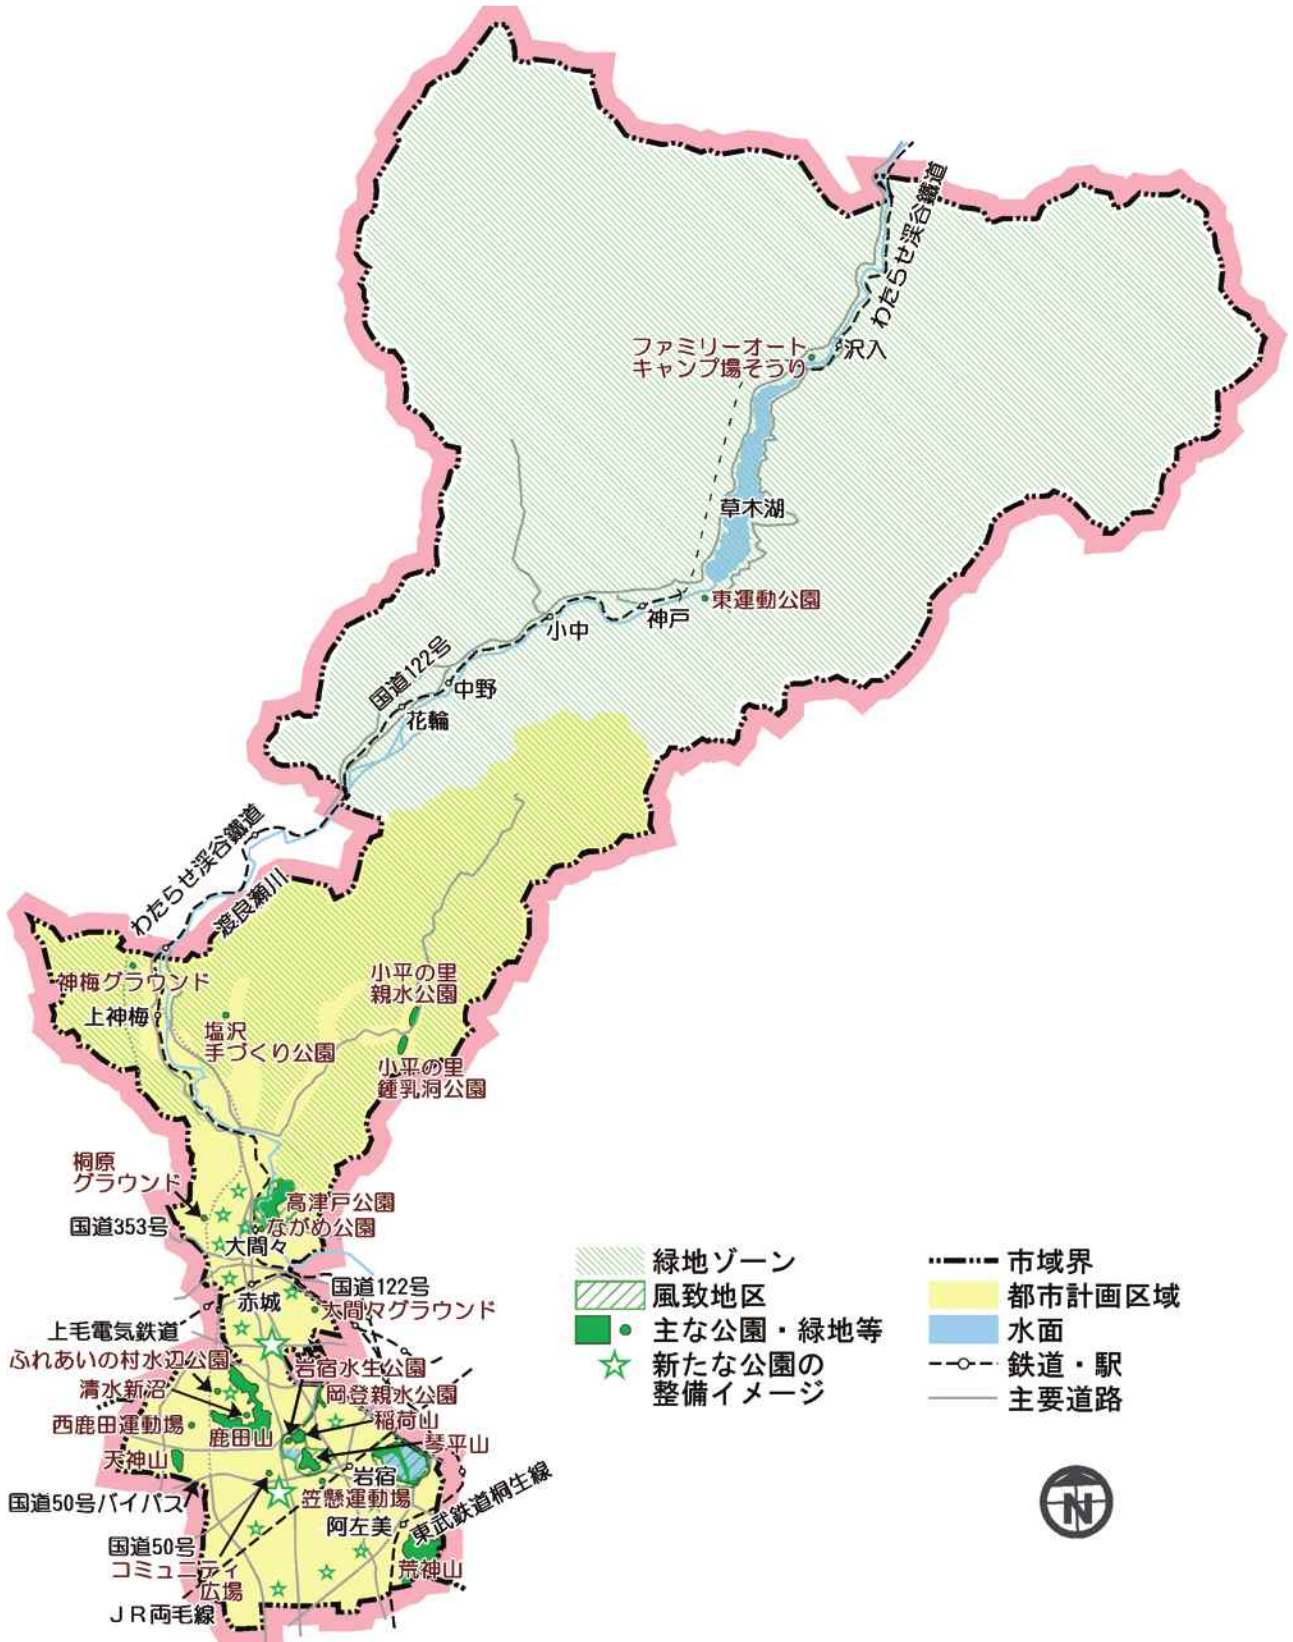 わたらせ渓谷鐵道
ファミリーオート
キャンプ場そうり
沢入
草木湖
東運動公園
神戸
小中
国道122号
中野
花輪
わたらせ渓谷鐵道
渡良瀬川
神梅グラウンド
上神梅
小平の里
親水公園
塩沢
手づくり公園
小平の里
鍾乳洞公園
桐原
グラウンド
高津戸公園
ながめ公園
国道353号
大間々
国道122号
赤城
大間々グラウンド
上毛電気鉄道
ふれあいの村水辺公園
岩宿水生公園
清水新沼
岡登親水公園
稲荷山
西鹿田運動場
鹿田山
琴平山
天神山
岩宿
国道50号バイパス
笠懸運動場
阿左美
東武鉄道桐生線
国道50号
コミュニティ
広場
荒神山
JR両毛線
緑地ゾーン
風致地区
主な公園・緑地等
新たな公園の
整備イメージ
市域界
都市計画区域
水面
鉄道・駅
主要道路
N